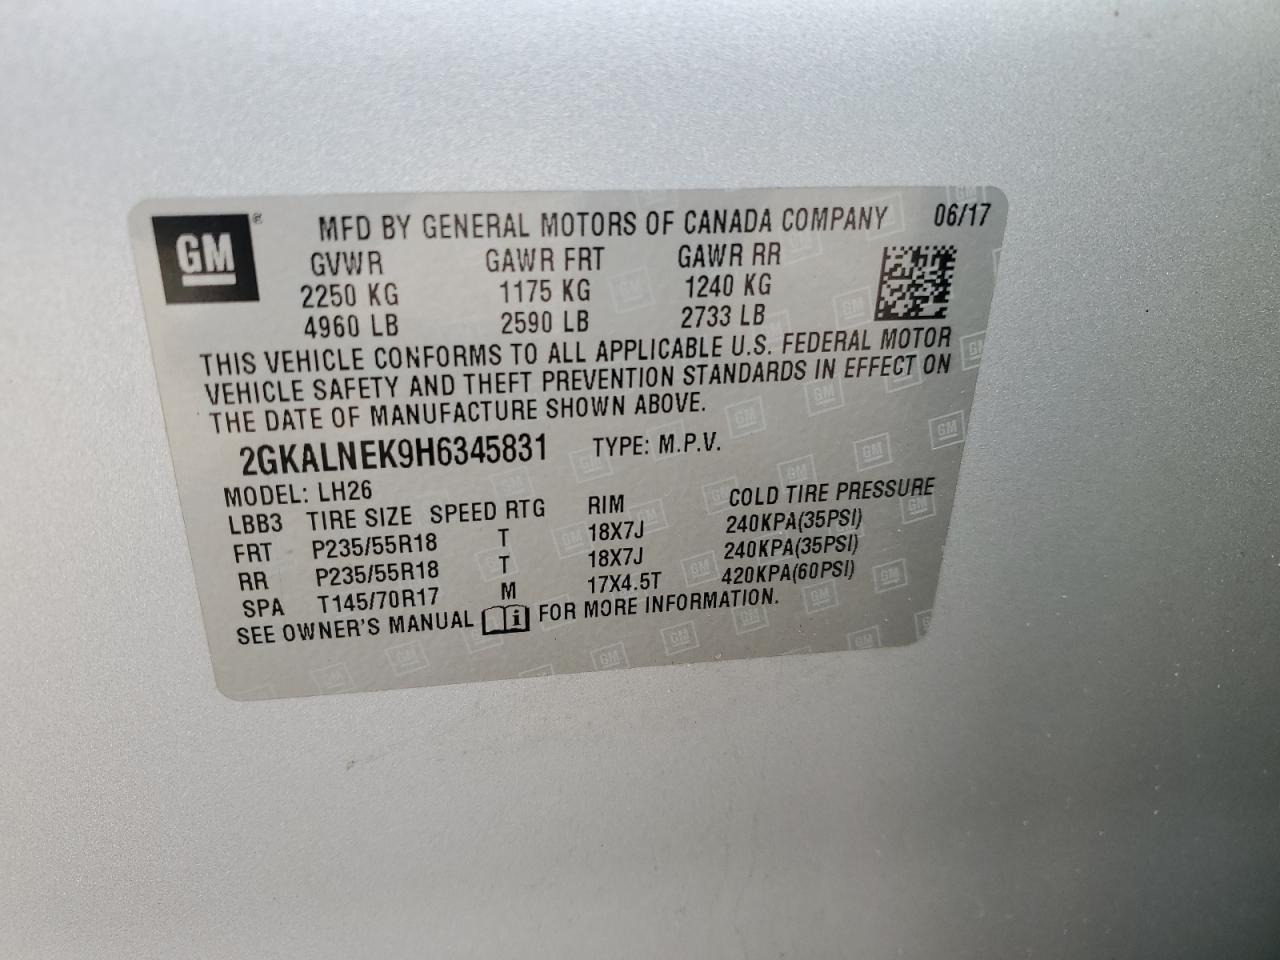 GM ® MFD BY GENERAL MOTORS OF CANADA COMPANY 06/17
GVWR GAWR FRT GAWR RR
2250 KG 1175 KG 1240 KG
4960 LB 2590 LB 2733 LB
THIS VEHICLE CONFORMS TO ALL APPLICABLE U.S. FEDERAL MOTOR
VEHICLE SAFETY AND THEFT PREVENTION STANDARDS IN EFFECT ON
THE DATE OF MANUFACTURE SHOWN ABOVE.
2GKALNEK9H6345831 TYPE: M.P.V.
MODEL: LH26
LBB3 TIRE SIZE SPEED RTG RIM COLD TIRE PRESSURE
FRT P235/55R18 T 18X7J 240KPA(35PSI)
RR P235/55R18 T 18X7J 240KPA(35PSI)
SPA T145/70R17 M 17X4.5T 420KPA(60PSI)
SEE OWNER'S MANUAL i FOR MORE INFORMATION.